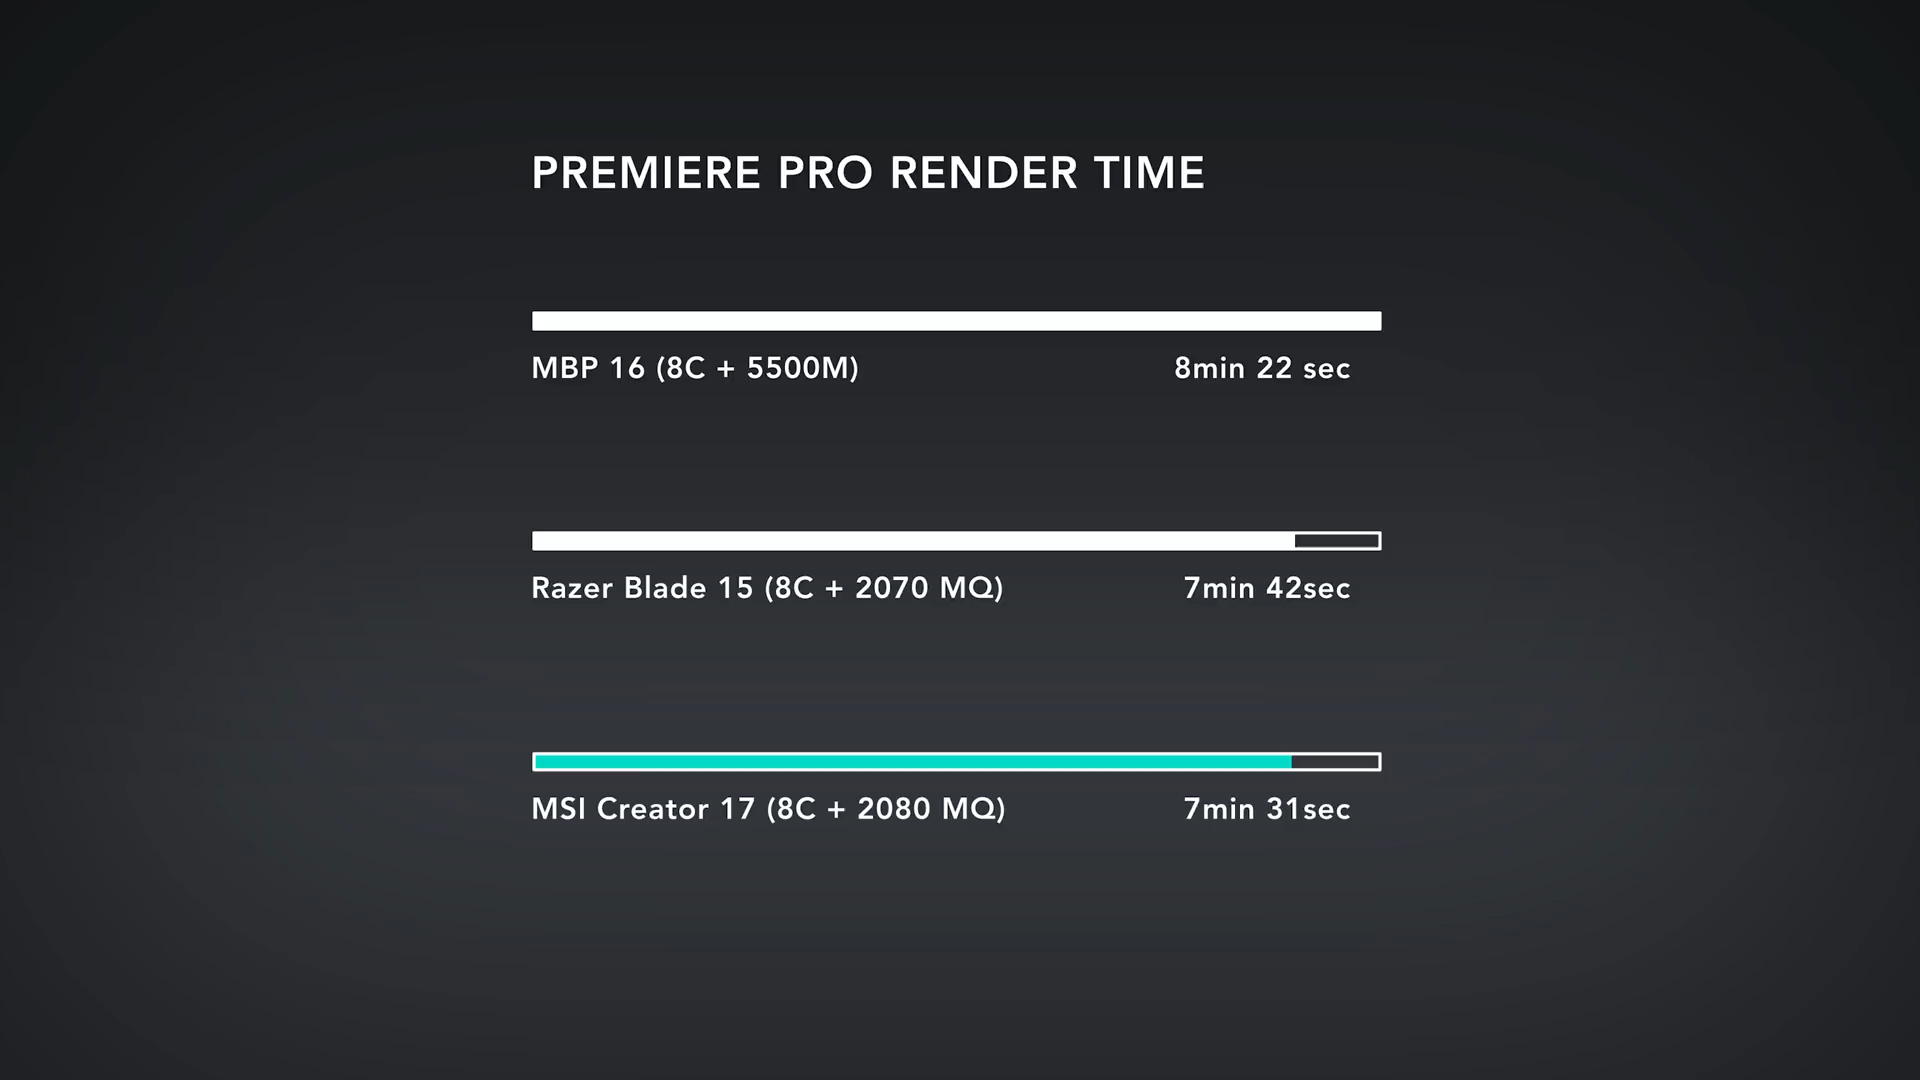 PREMIERE PRO RENDER TIME
MBP 16 (8C + 5500M) 8min 22 sec
Razer Blade 15 (8C + 2070 MQ) 7min 42sec
MSI Creator 17 (8C + 2080 MQ) 7min 31sec